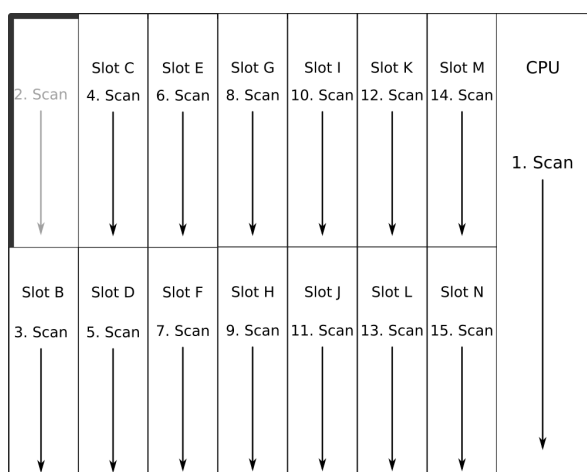 2. Scan
Slot C
4. Scan
Slot E
6. Scan
Slot G
8. Scan
Slot I
10. Scan
Slot K
12. Scan
Slot M
14. Scan
CPU
1. Scan
Slot B
3. Scan
Slot D
5. Scan
Slot F
7. Scan
Slot H
9. Scan
Slot J
11. Scan
Slot L
13. Scan
Slot N
15. Scan